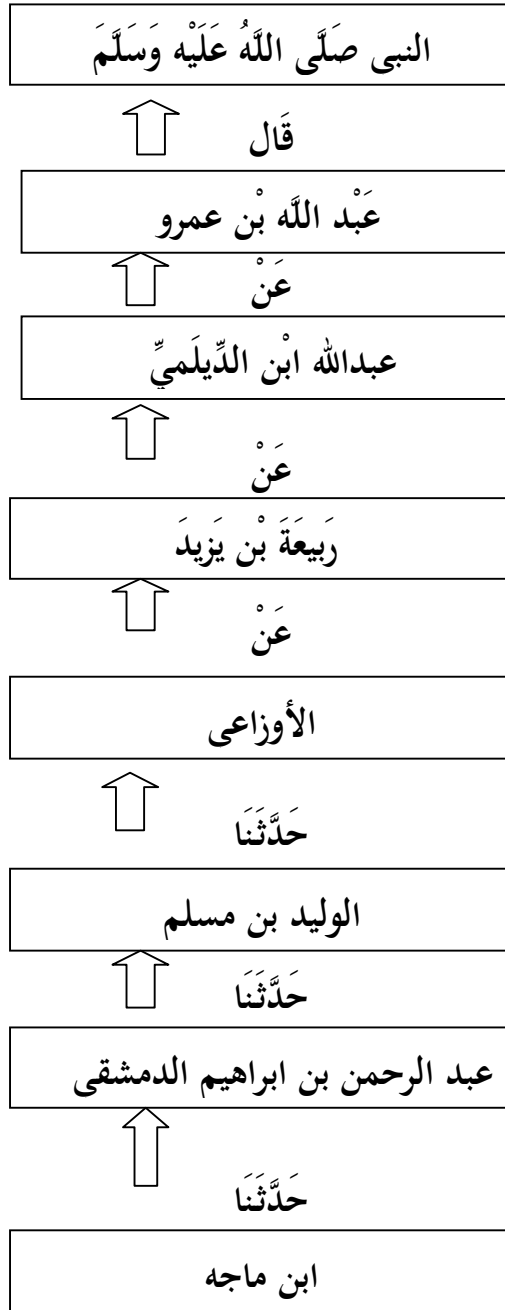 النبى صَلَّى اللَّهُ عَلَيْه وَسَلَّمَ
قَال
عَبْد اللَّه بْن عمرو
عَنْ
عبدالله ابْن الدِّيلَميِّ
عَنْ
رَبيعَةَ بْن يَزيدَ
عَنْ
الأوزاعى
حَدَّثَنَا
الوليد بن مسلم
حَدَّثَنَا
عبد الرحمن بن ابراهيم الدمشقى
حَدَّثَنَا
ابن ماجه